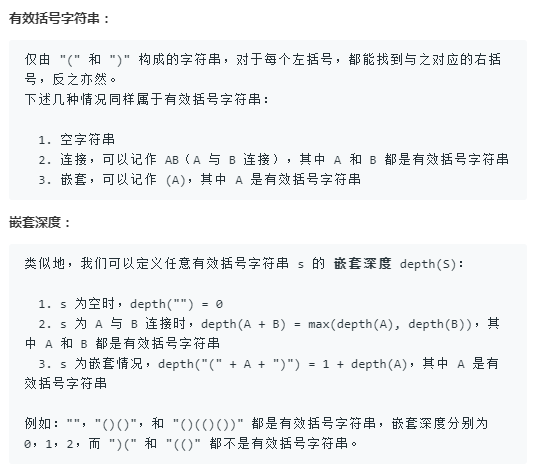 有效括号字符串：
仅由 "(" 和 ")" 构成的字符串，对于每个左括号，都能找到与之对应的右括
号，反之亦然。
下述几种情况同样属于有效括号字符串：
1. 空字符串
2. 连接，可以记作 AB（A 与 B 连接），其中 A 和 B 都是有效括号字符串
3. 嵌套，可以记作 (A)，其中 A 是有效括号字符串
嵌套深度：
类似地，我们可以定义任意有效括号字符串 s 的 嵌套深度 depth(S)：
1. s 为空时，depth("") = 0
2. s 为 A 与 B 连接时，depth(A + B) = max(depth(A), depth(B))，其
中 A 和 B 都是有效括号字符串
3. s 为嵌套情况，depth("(" + A + ")") = 1 + depth(A)，其中 A 是有
效括号字符串
例如：""，"()()"，和 "()(()())" 都是有效括号字符串，嵌套深度分别为
0，1，2，而 ")(" 和 "(()" 都不是有效括号字符串。